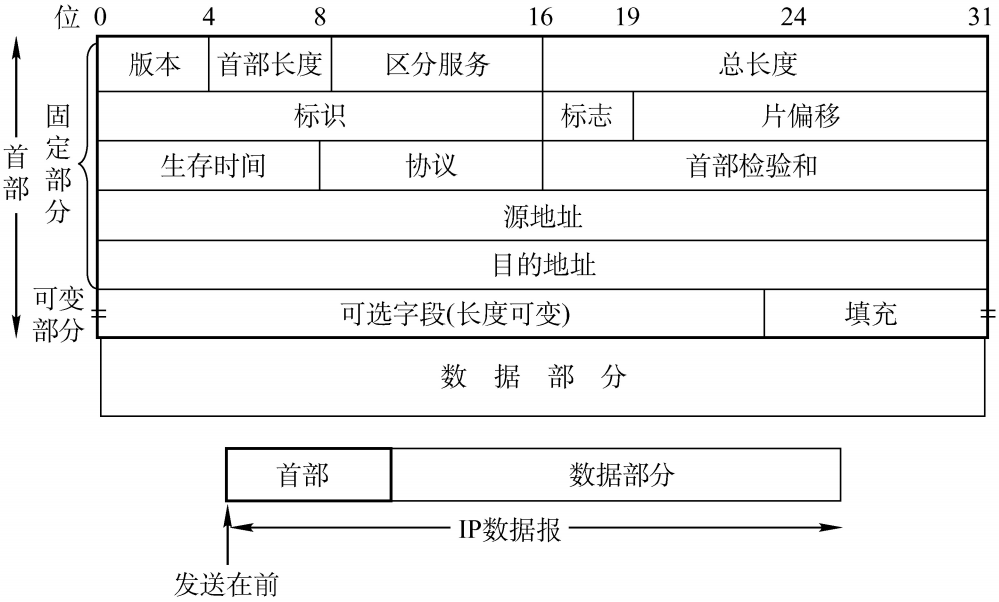 位 0 4 8 16 19 24 31
版本 首部长度 区分服务 总长度
标识 标志 片偏移
生存时间 协议 首部检验和
源地址
目的地址
可选字段(长度可变) 填充
数据部分
首部
固定部分
可变部分
首部 数据部分
IP数据报
发送在前